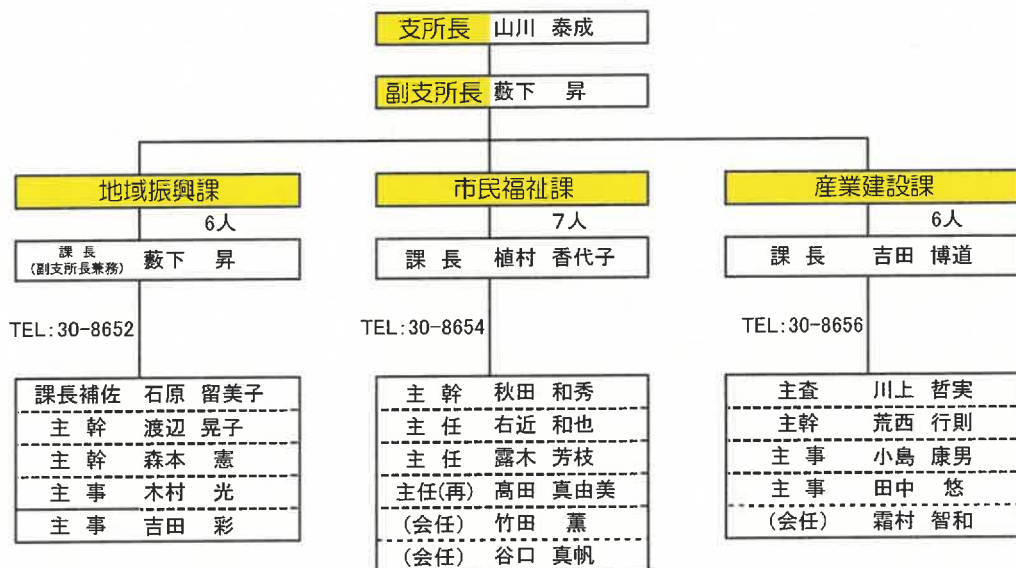 支所長 山川 泰成
副支所長 藪下 昇
地域振興課
6人
課長
(副支所長兼務) 藪下 昇
TEL:30-8652
課長補佐 石原 留美子
主幹 渡辺 晃子
主幹 森本 憲
主事 木村 光
主事 吉田 彩
市民福祉課
7人
課長 植村 香代子
TEL:30-8654
主幹 秋田 和秀
主任 右近 和也
主任 露木 芳枝
主任(再) 髙田 真由美
(会任) 竹田 薫
(会任) 谷口 真帆
産業建設課
6人
課長 吉田 博道
TEL:30-8656
主査 川上 哲実
主幹 荒西 行則
主事 小島 康男
主事 田中 悠
(会任) 霜村 智和